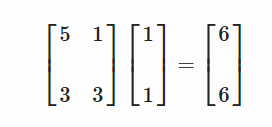 [5 1] [1] = [6]
[3 3] [1] [6]